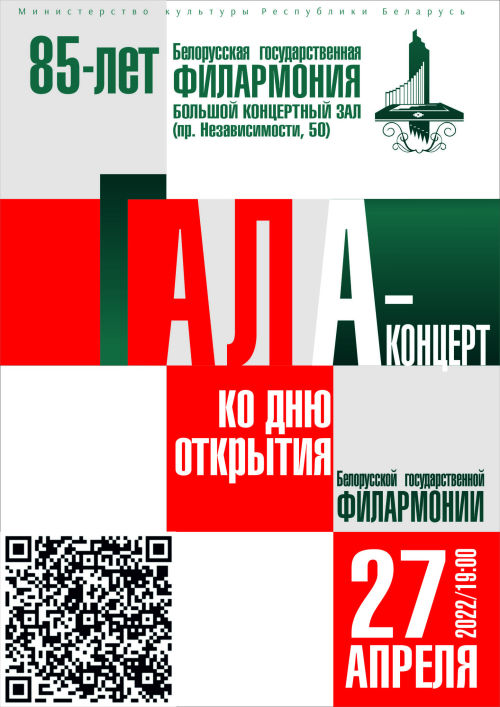 Министерство культуры Республики Беларусь
85-лет
Белорусская государственная
ФИЛАРМОНИЯ
БОЛЬШОЙ КОНЦЕРТНЫЙ ЗАЛ
(пр. Независимости, 50)
ГАЛА-
КОНЦЕРТ
КО ДНЮ
ОТКРЫТИЯ
Белорусской государственной
ФИЛАРМОНИИ
27
2022/19:00
АПРЕЛЯ